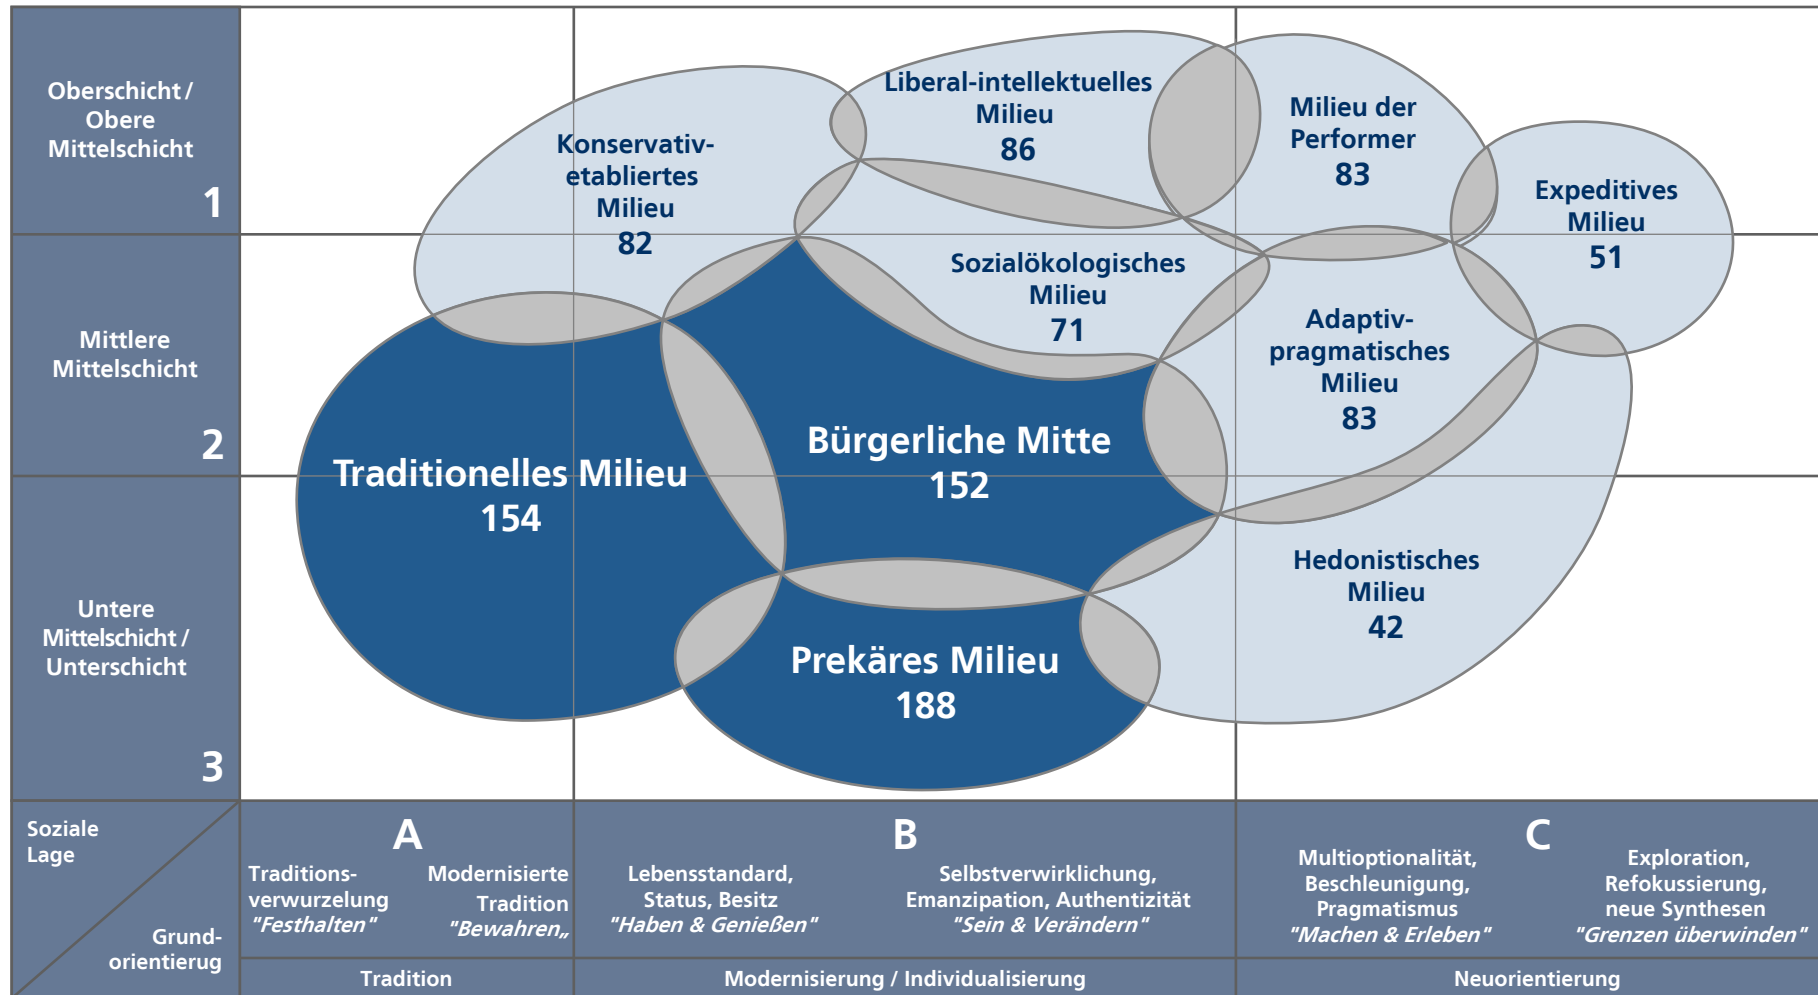 Oberschicht /
Obere
Mittelschicht
1
Mittlere
Mittelschicht
2
Untere
Mittelschicht /
Unterschicht
3
Konservativ-
etabliertes
Milieu
82
Liberal-intellektuelles
Milieu
86
Milieu der
Performer
83
Expeditives
Milieu
51
Sozialökologisches
Milieu
71
Adaptiv-
pragmatisches
Milieu
83
Traditionelles Milieu
154
Bürgerliche Mitte
152
Hedonistisches
Milieu
42
Prekäres Milieu
188
Soziale
Lage
Grund-
orientierug
A
Traditions-
verwurzelung
"Festhalten"
Modernisierte
Tradition
"Bewahren„
B
Lebensstandard,
Status, Besitz
"Haben & Genießen"
Selbstverwirklichung,
Emanzipation, Authentizität
"Sein & Verändern"
C
Multioptionalität,
Beschleunigung,
Pragmatismus
"Machen & Erleben"
Exploration,
Refokussierung,
neue Synthesen
"Grenzen überwinden"
Tradition
Modernisierung / Individualisierung
Neuorientierung